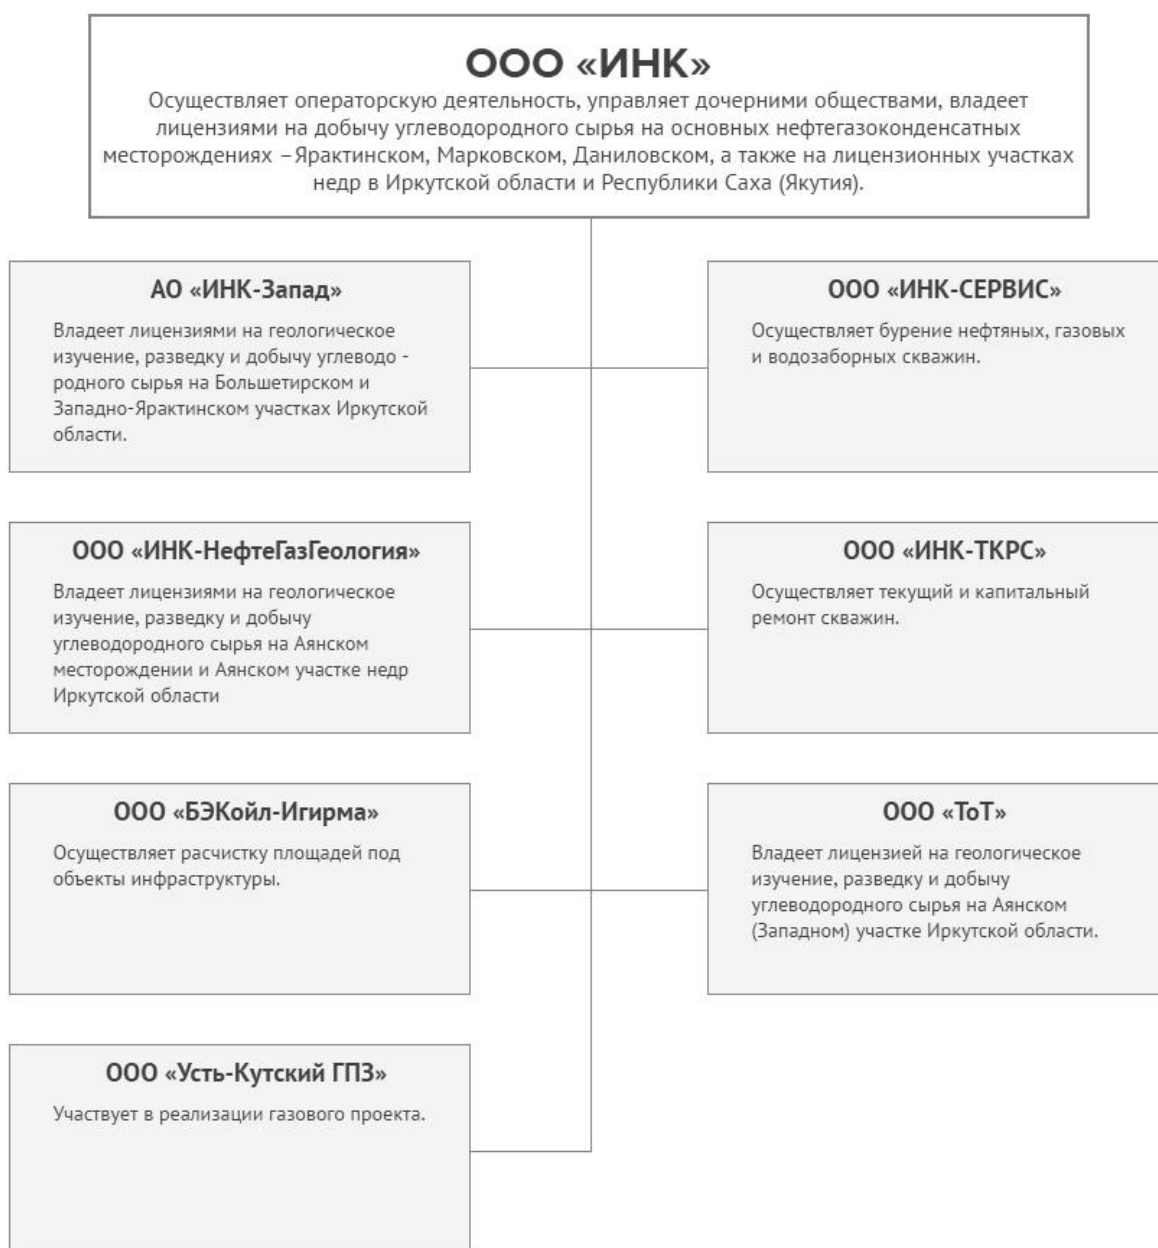 ООО «ИНК»
Осуществляет операторскую деятельность, управляет дочерними обществами, владеет
лицензиями на добычу углеводородного сырья на основных нефтегазоконденсатных
месторождениях –Ярактинском, Марковском, Даниловском, а также на лицензионных участках
недр в Иркутской области и Республики Саха (Якутия).
АО «ИНК-Запад»
Владеет лицензиями на геологическое
изучение, разведку и добычу углеводо -
родного сырья на Большетирском и
Западно-Ярактинском участках Иркутской
области.
ООО «ИНК-СЕРВИС»
Осуществляет бурение нефтяных, газовых
и водозаборных скважин.
ООО «ИНК-НефтеГазГеология»
Владеет лицензиями на геологическое
изучение, разведку и добычу
углеводородного сырья на Аянском
месторождении и Аянском участке недр
Иркутской области
ООО «ИНК-ТКРС»
Осуществляет текущий и капитальный
ремонт скважин.
ООО «БЭКойл-Игирма»
Осуществляет расчистку площадей под
объекты инфраструктуры.
ООО «ТоТ»
Владеет лицензией на геологическое
изучение, разведку и добычу
углеводородного сырья на Аянском
(Западном) участке Иркутской области.
ООО «Усть-Кутский ГПЗ»
Участвует в реализации газового проекта.